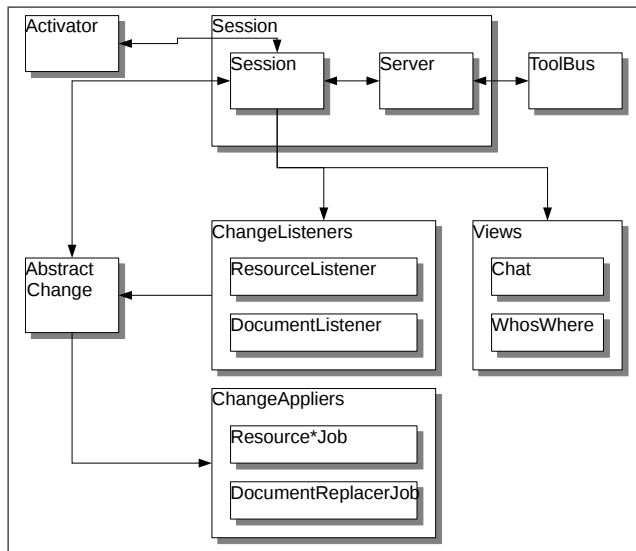 Activator
Session
Session
Server
ToolBus
Abstract
Change
ChangeListeners
ResourceListener
DocumentListener
Views
Chat
WhosWhere
ChangeAppliers
Resource*Job
DocumentReplacerJob